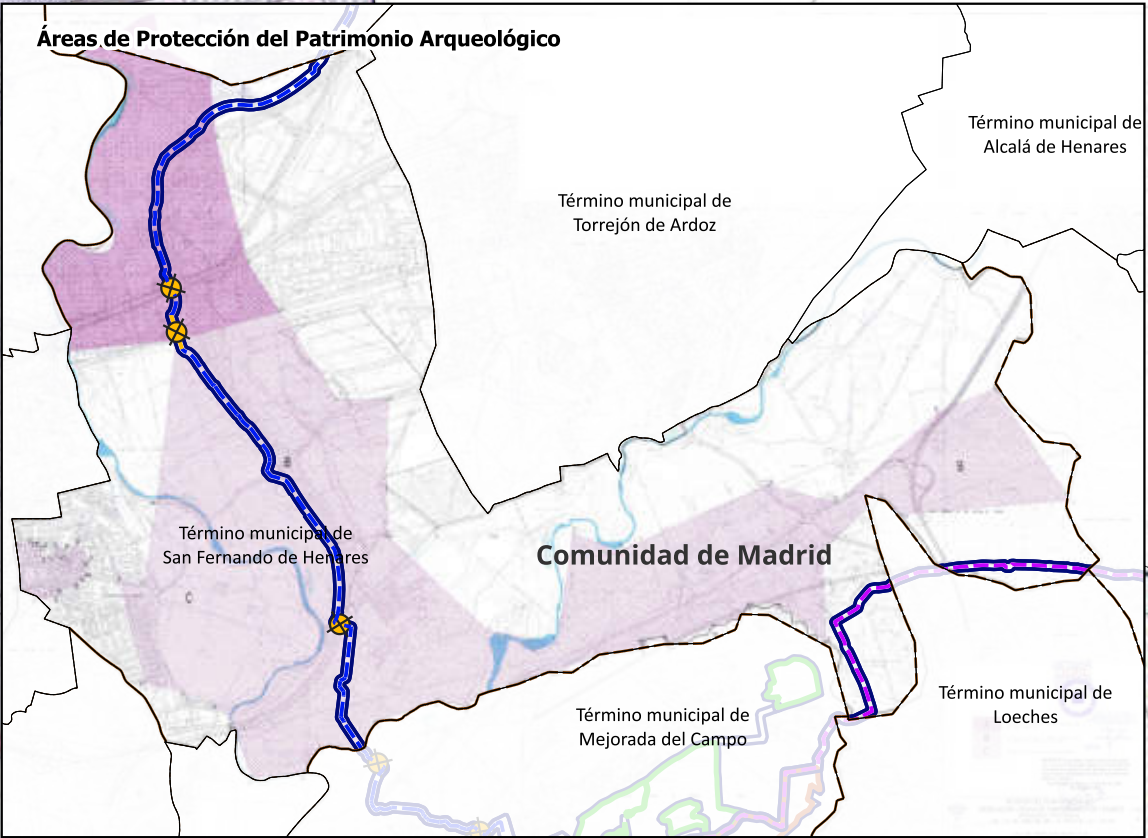 Áreas de Protección del Patrimonio Arqueológico
Término municipal de
Alcalá de Henares
Término municipal de
Torrejón de Ardoz
Término municipal de
San Fernando de Henares
Comunidad de Madrid
C
Término municipal de
Loeches
Término municipal de
Mejorada del Campo